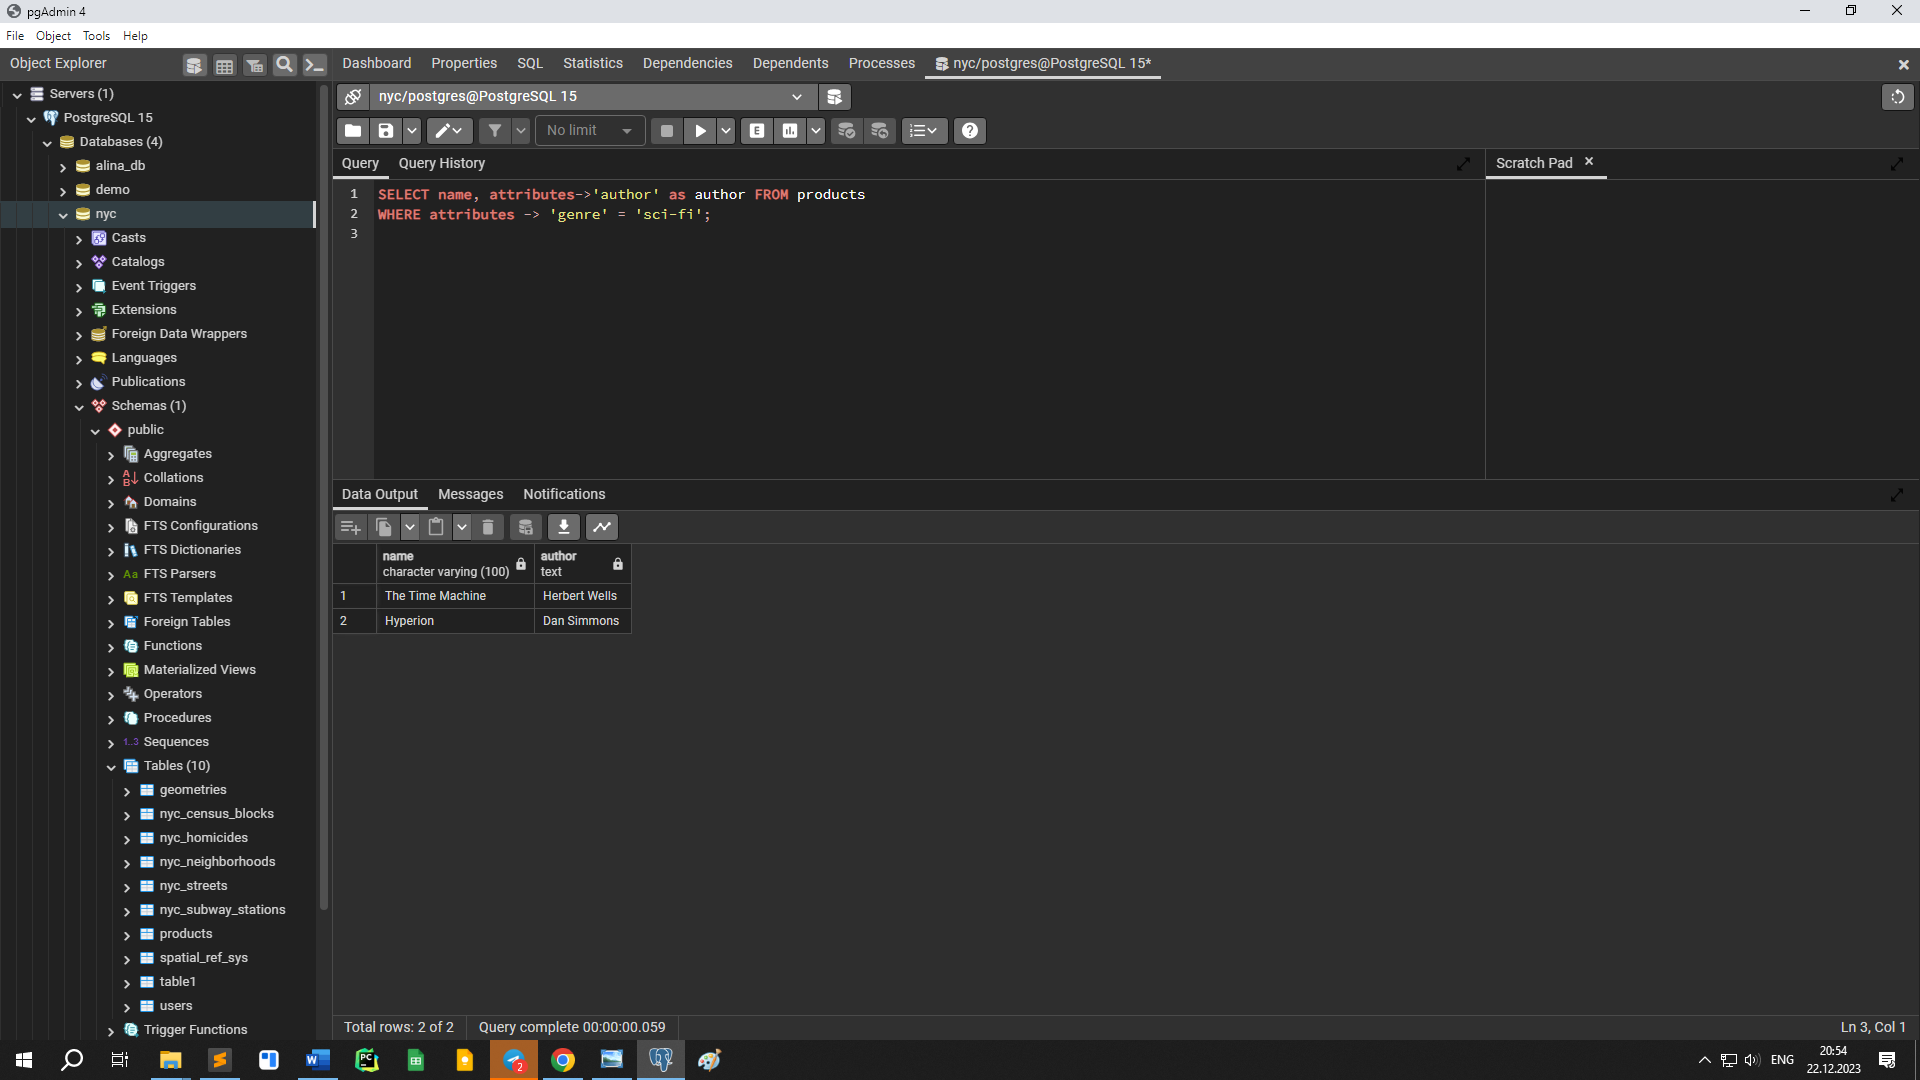 pgAdmin 4
File Object Tools Help
Object Explorer
Dashboard Properties SQL Statistics Dependencies Dependents Processes nyc/postgres@PostgreSQL 15*
Servers (1)
PostgreSQL 15
Databases (4)
alina_db
demo
nyc
Casts
Catalogs
Event Triggers
Extensions
Foreign Data Wrappers
Languages
Publications
Schemas (1)
public
Aggregates
Collations
Domains
FTS Configurations
FTS Dictionaries
Aa FTS Parsers
FTS Templates
Foreign Tables
Functions
Materialized Views
Operators
Procedures
1..3 Sequences
Tables (10)
geometries
nyc_census_blocks
nyc_homicides
nyc_neighborhoods
nyc_streets
nyc_subway_stations
products
spatial_ref_sys
table1
users
Trigger Functions
nyc/postgres@PostgreSQL 15
No limit
E
Query Query History
Scratch Pad
1 SELECT name, attributes->'author' as author FROM products
2 WHERE attributes -> 'genre' = 'sci-fi';
3
Data Output Messages Notifications
name author
character varying (100) text
1 The Time Machine Herbert Wells
2 Hyperion Dan Simmons
Total rows: 2 of 2 Query complete 00:00:00.059 Ln 3, Col 1
PC
2
ENG
20:54
22.12.2023